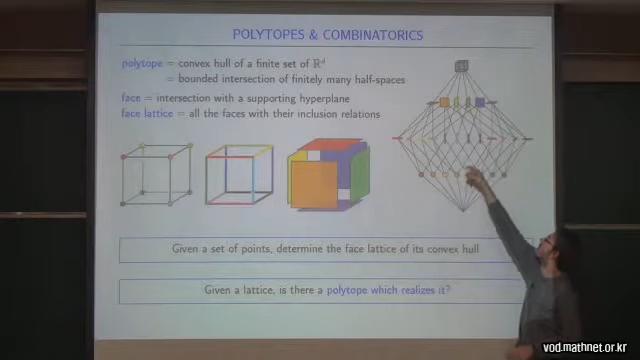 POLYTOPES & COMBINATORICS
polytope = convex hull of a finite set of ℝᵈ
= bounded intersection of finitely many half-spaces
face = intersection with a supporting hyperplane
face lattice = all the faces with their inclusion relations
Given a set of points, determine the face lattice of its convex hull
Given a lattice, is there a polytope which realizes it?
vod.mathnet.or.kr